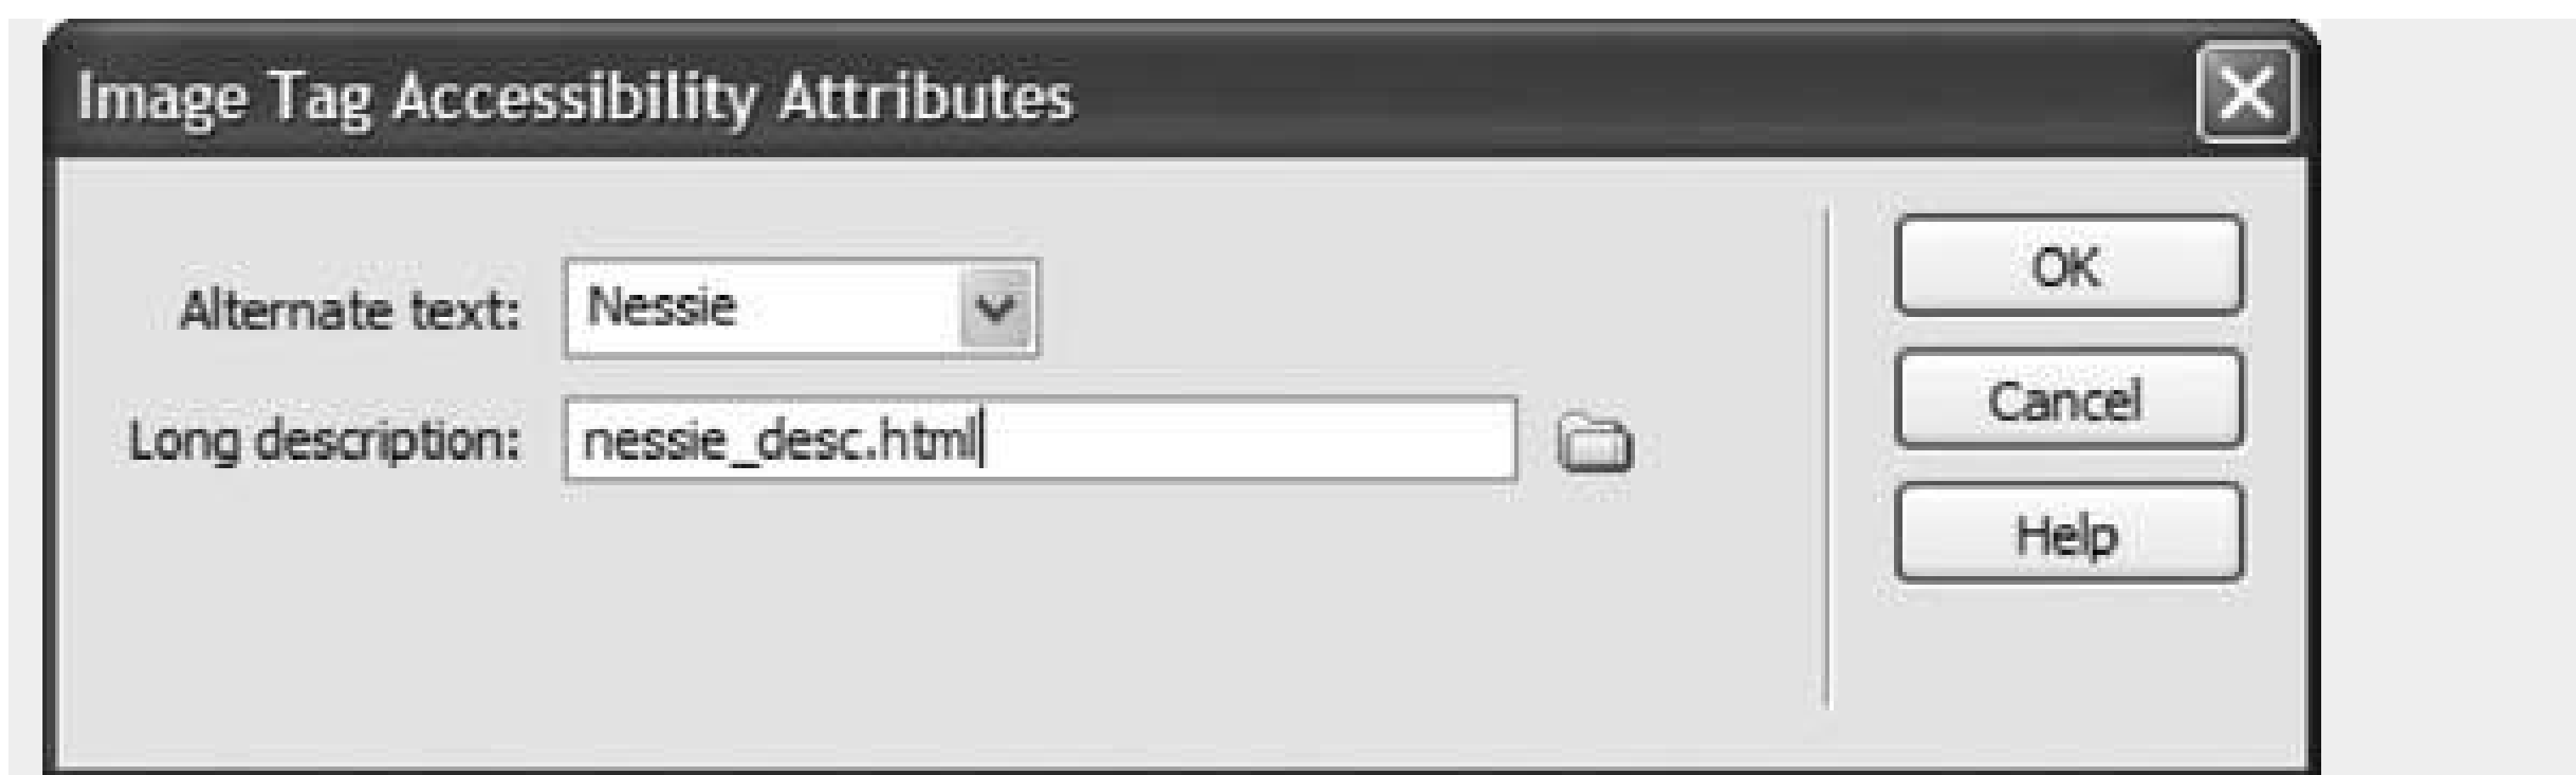 Image Tag Accessibility Attributes
Alternate text: Nessie
Long description: nessie_desc.html
OK
Cancel
Help